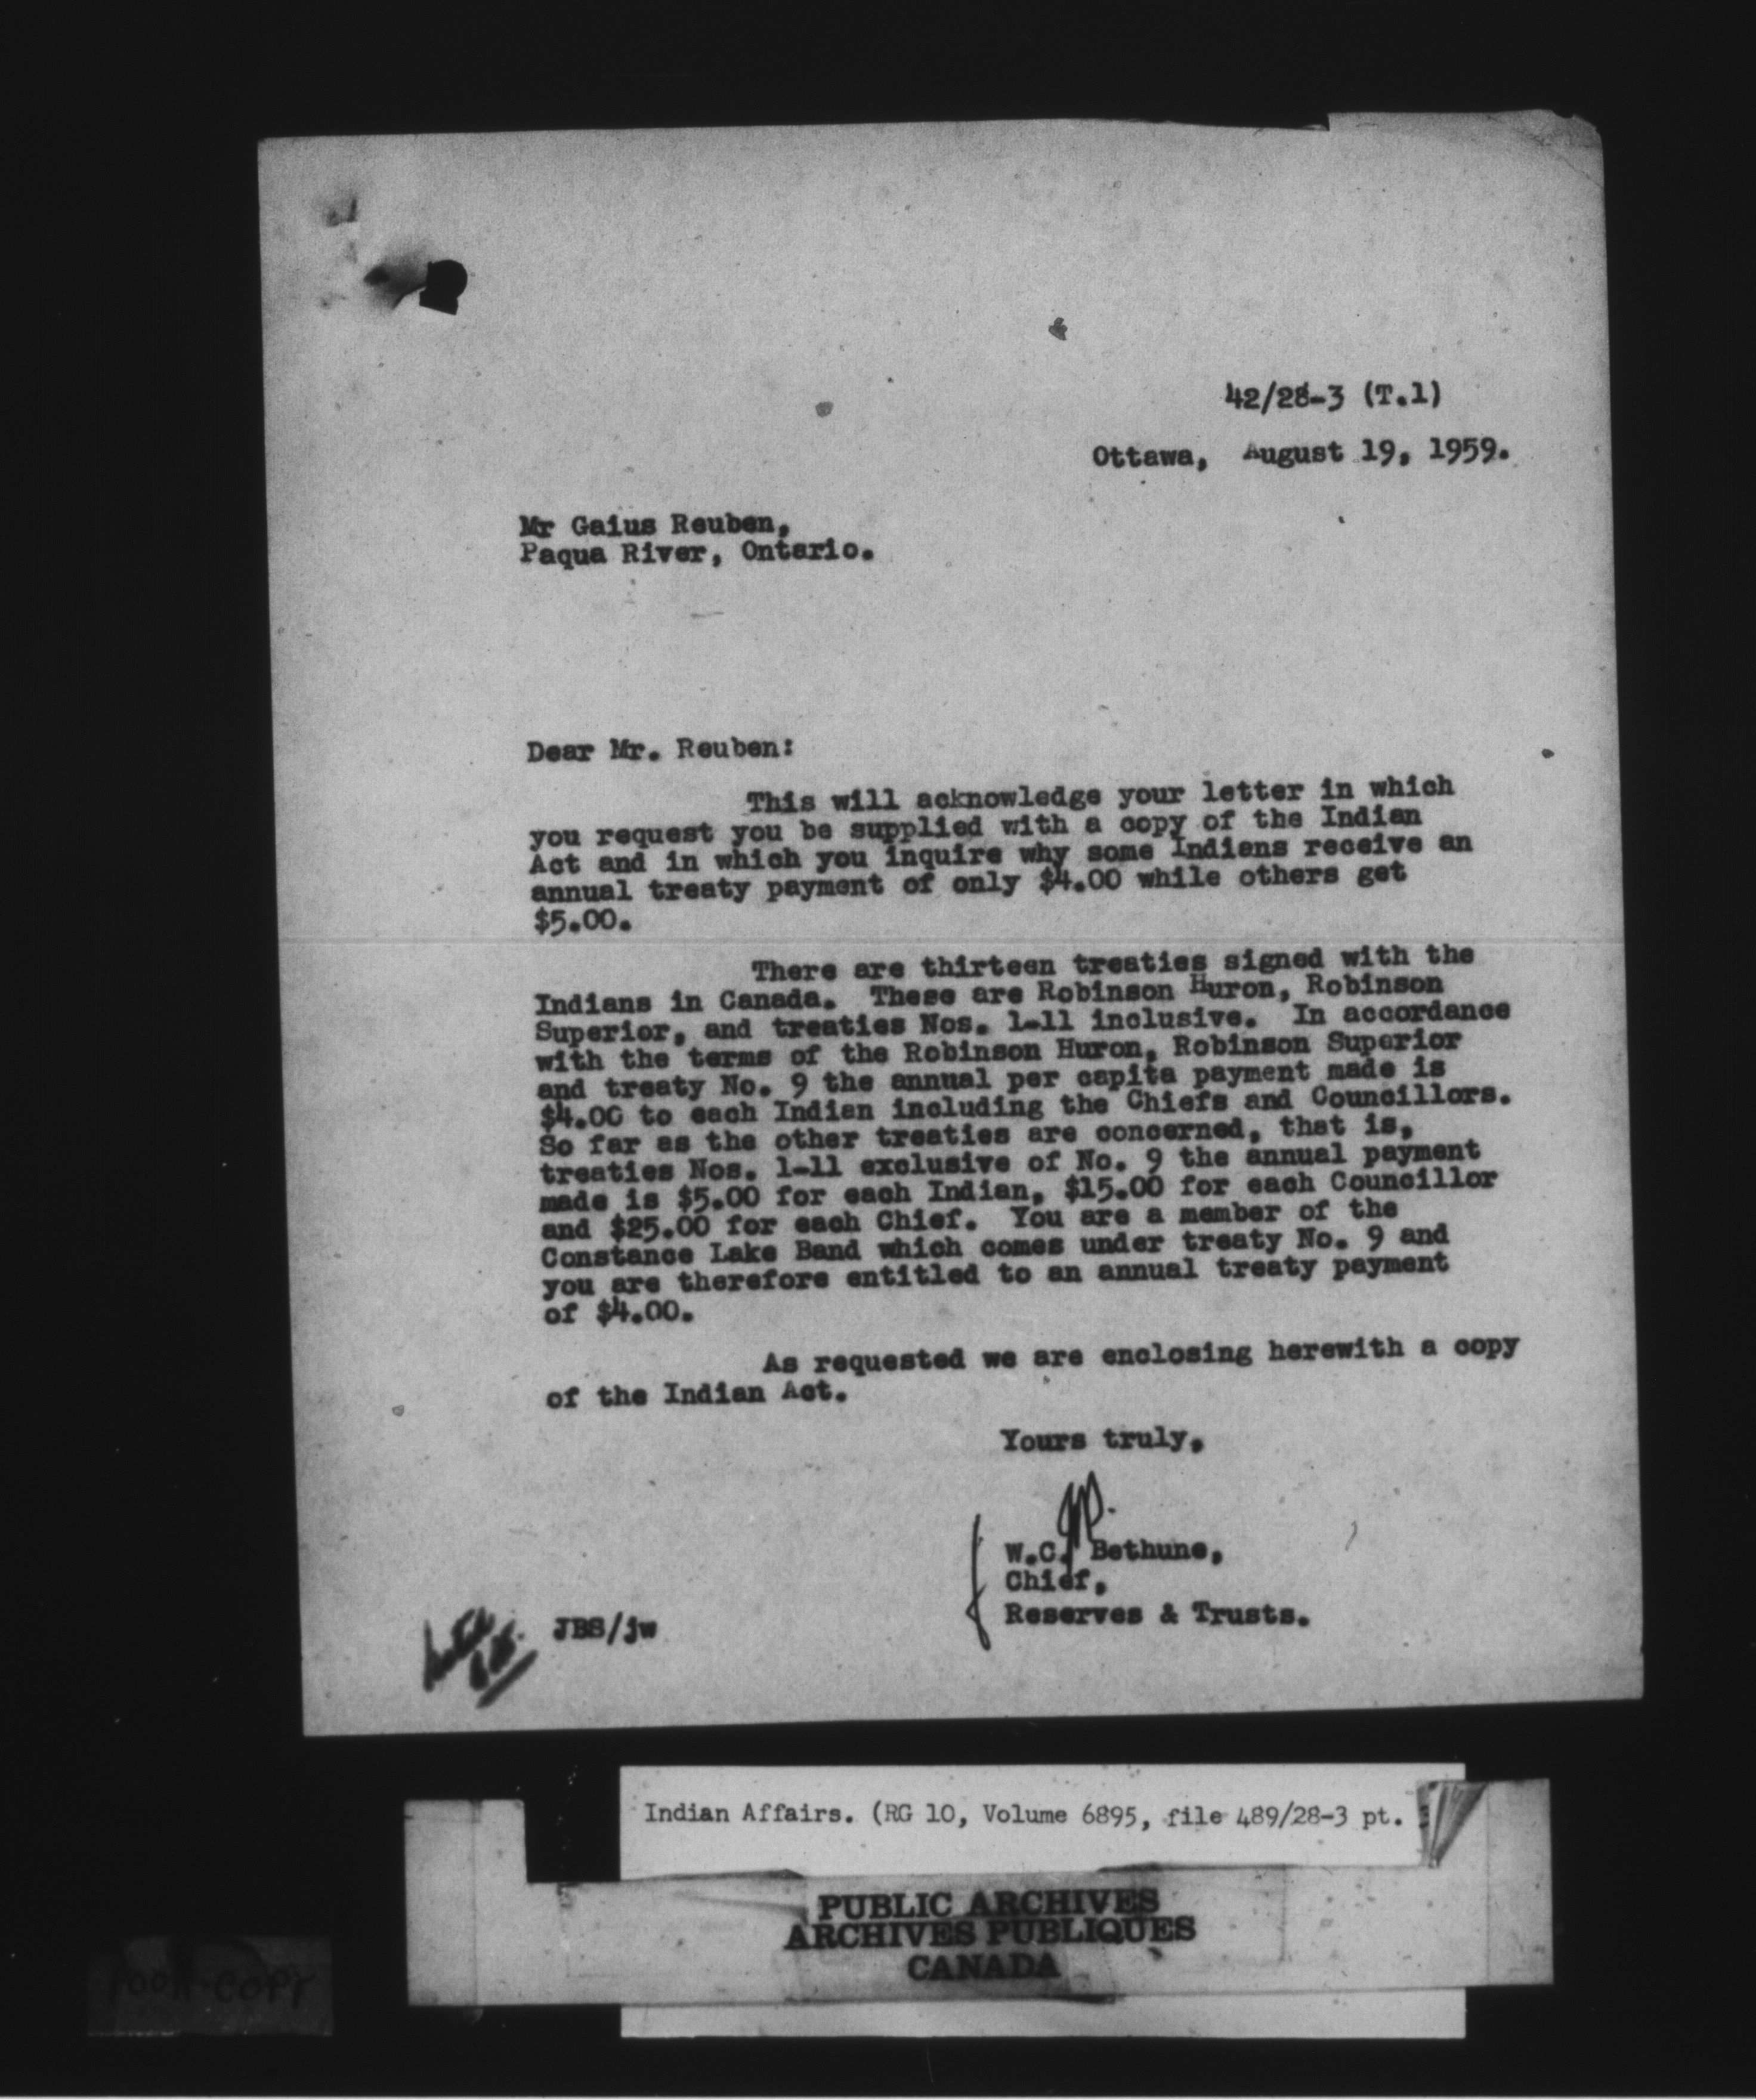 42/28-3 (T.1)
Ottawa, August 19, 1959.
Mr Gaius Reuben,
Paqua River, Ontario.
Dear Mr. Reuben:
This will acknowledge your letter in which
you request you be supplied with a copy of the Indian
Act and in which you inquire why some Indians receive an
annual treaty payment of only $4.00 while others get
$5.00.
There are thirteen treaties signed with the
Indians in Canada. These are Robinson Huron, Robinson
Superior, and treaties Nos. 1-11 inclusive. In accordance
with the terms of the Robinson Huron, Robinson Superior
and treaty No. 9 the annual per capita payment made is
$4.00 to each Indian including the Chiefs and Councillors.
So far as the other treaties are concerned, that is,
treaties Nos. 1-11 exclusive of No. 9 the annual payment
made is $5.00 for each Indian, $15.00 for each Councillor
and $25.00 for each Chief. You are a member of the
Constance Lake Band which comes under treaty No. 9 and
you are therefore entitled to an annual treaty payment
of $4.00.
As requested we are enclosing herewith a copy
of the Indian Act.
Yours truly,
W.C. Bethune,
Chief,
Reserves & Trusts.
JBS/jw
Indian Affairs. (RG 10, Volume 6895, file 489/28-3 pt.
PUBLIC ARCHIVES
ARCHIVES PUBLIQUES
CANADA
POOR COPY